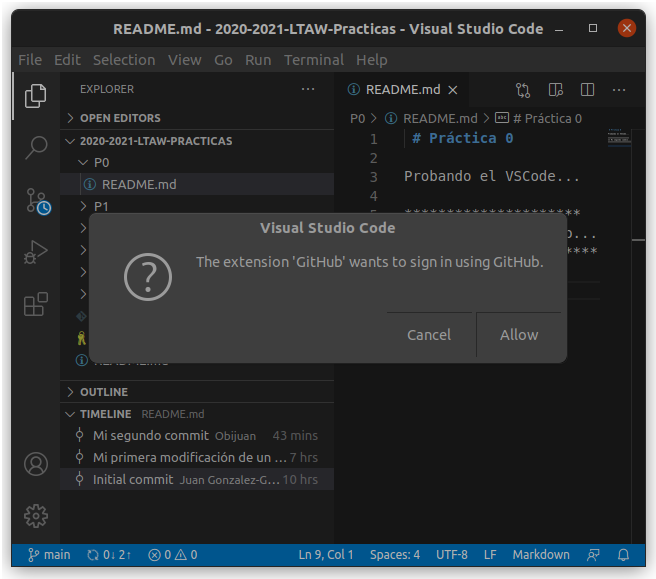 README.md - 2020-2021-LTAW-Practicas - Visual Studio Code
File Edit Selection View Go Run Terminal Help
EXPLORER
README.md
OPEN EDITORS
P0 > README.md > # Práctica 0
2020-2021-LTAW-PRACTICAS
1 # Práctica 0
P0
2
README.md
3 Probando el VSCode...
P1
4
********************
Visual Studio Code
The extension 'GitHub' wants to sign in using GitHub.
Cancel
Allow
OUTLINE
TIMELINE README.md
Mi segundo commit Obijuan 43 mins
Mi primera modificación de un ... 7 hrs
Initial commit Juan Gonzalez-G... 10 hrs
main 0↓ 2↑ 0 0 Ln 9, Col 1 Spaces: 4 UTF-8 LF Markdown